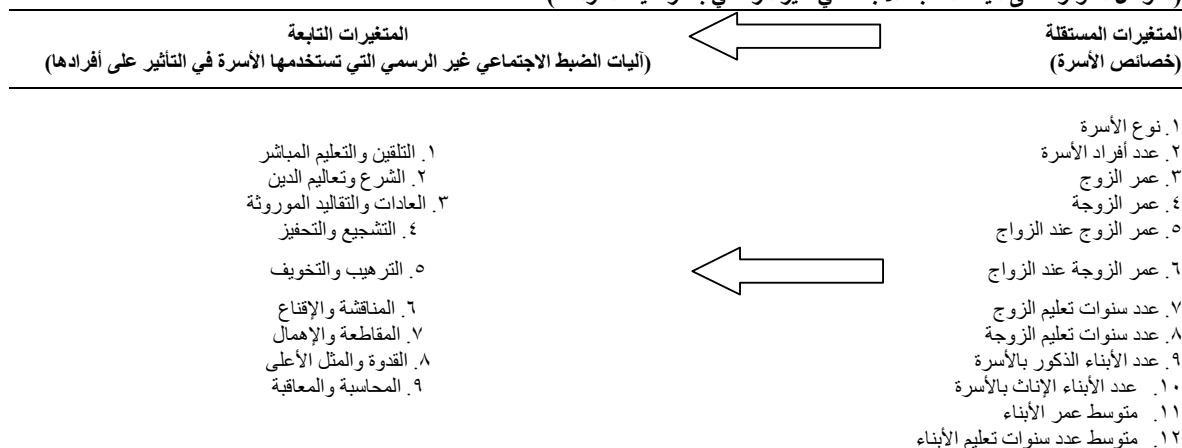 المتغيرات المستقلة
(خصائص الأسرة)
المتغيرات التابعة
(آليات الضبط الاجتماعي غير الرسمي التي تستخدمها الأسرة في التأثير على أفرادها)
١. نوع الأسرة
٢. عدد أفراد الأسرة
٣. عمر الزوج
٤. عمر الزوجة
٥. عمر الزوج عند الزواج
٦. عمر الزوجة عند الزواج
٧. عدد سنوات تعليم الزوج
٨. عدد سنوات تعليم الزوجة
٩. عدد الأبناء الذكور بالأسرة
١٠. عدد الأبناء الإناث بالأسرة
١١. متوسط عمر الأبناء
١٢. متوسط عدد سنوات تعليم الأبناء
١. التلقين والتعليم المباشر
٢. الشرع وتعاليم الدين
٣. العادات والتقاليد الموروثة
٤. التشجيع والتحفيز
٥. الترهيب والتخويف
٦. المناقشة والإقناع
٧. المقاطعة والإهمال
٨. القدوة والمثل الأعلى
٩. المحاسبة والمعاقبة